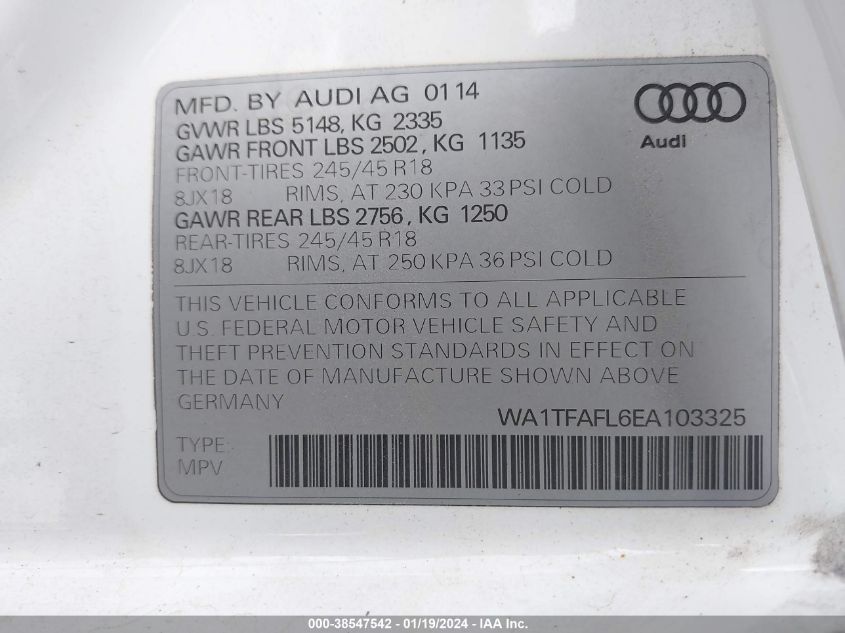 MFD. BY AUDI AG 01 14
GVWR LBS 5148, KG 2335
GAWR FRONT LBS 2502, KG 1135
Audi
FRONT-TIRES 245/45 R18
8JX18 RIMS, AT 230 KPA 33 PSI COLD
GAWR REAR LBS 2756, KG 1250
REAR-TIRES 245/45 R18
8JX18 RIMS, AT 250 KPA 36 PSI COLD
THIS VEHICLE CONFORMS TO ALL APPLICABLE
U.S. FEDERAL MOTOR VEHICLE SAFETY AND
THEFT PREVENTION STANDARDS IN EFFECT ON
THE DATE OF MANUFACTURE SHOWN ABOVE
GERMANY
WA1TFAFL6EA103325
TYPE:
MPV
000-38547542 - 01/19/2024 - IAA Inc.